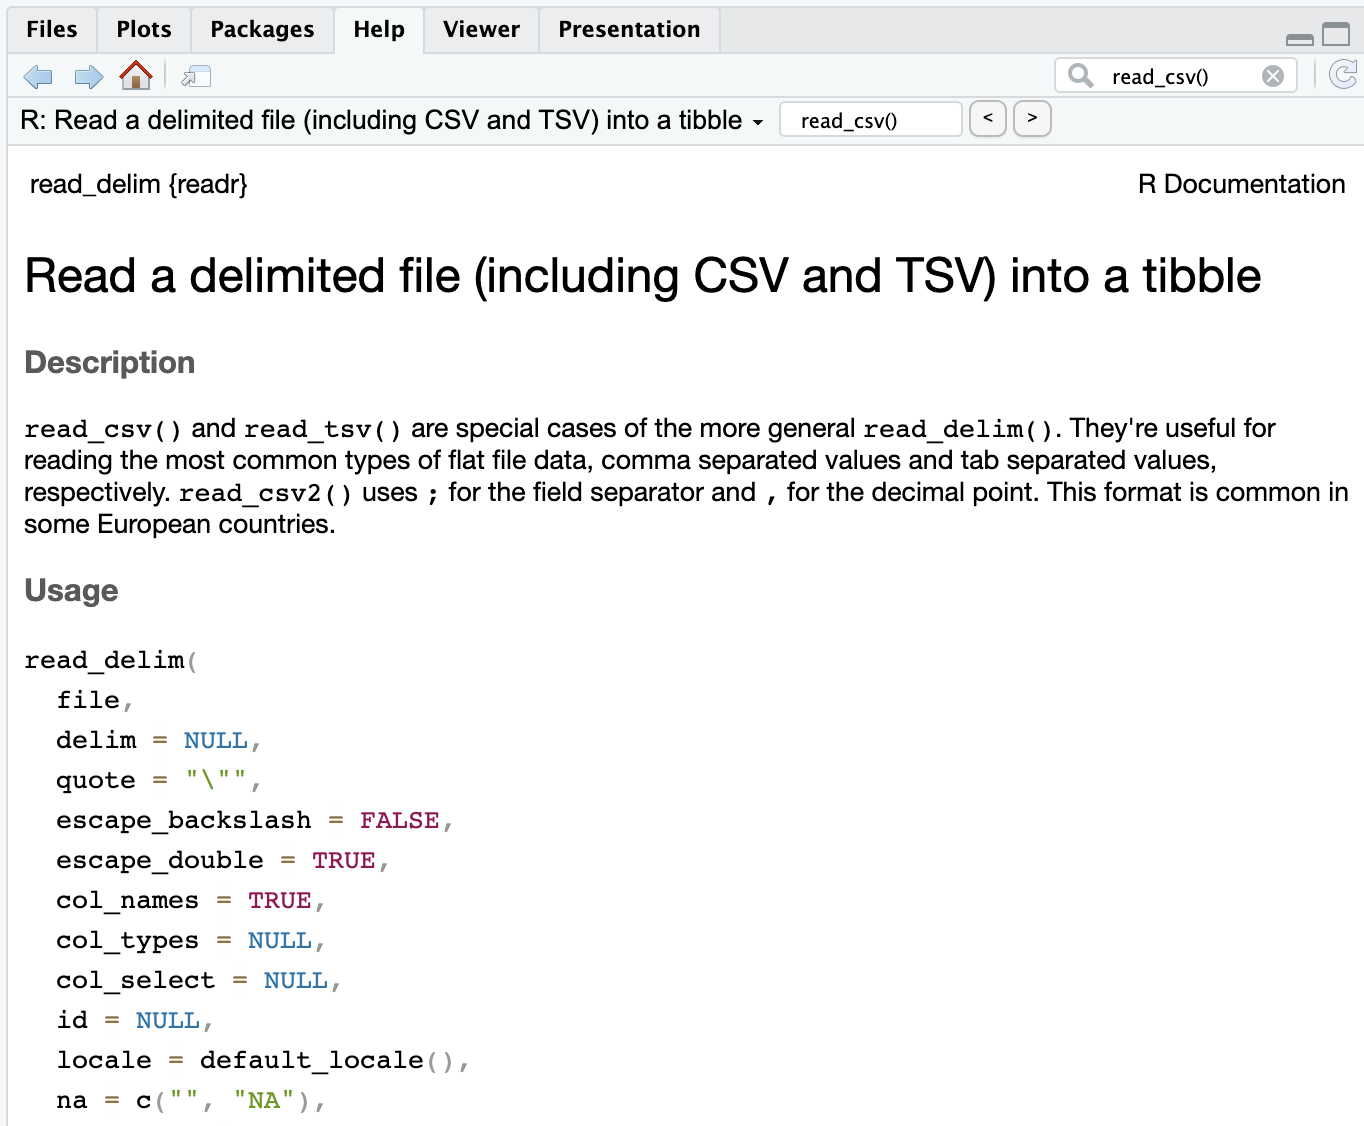 Files Plots Packages Help Viewer Presentation
read_csv()
R: Read a delimited file (including CSV and TSV) into a tibble read_csv() < >
read_delim {readr} R Documentation
Read a delimited file (including CSV and TSV) into a tibble
Description
read_csv() and read_tsv() are special cases of the more general read_delim(). They're useful for
reading the most common types of flat file data, comma separated values and tab separated values,
respectively. read_csv2() uses ; for the field separator and , for the decimal point. This format is common in
some European countries.
Usage
read_delim(
  file,
  delim = NULL,
  quote = "\"",
  escape_backslash = FALSE,
  escape_double = TRUE,
  col_names = TRUE,
  col_types = NULL,
  col_select = NULL,
  id = NULL,
  locale = default_locale(),
  na = c("", "NA"),